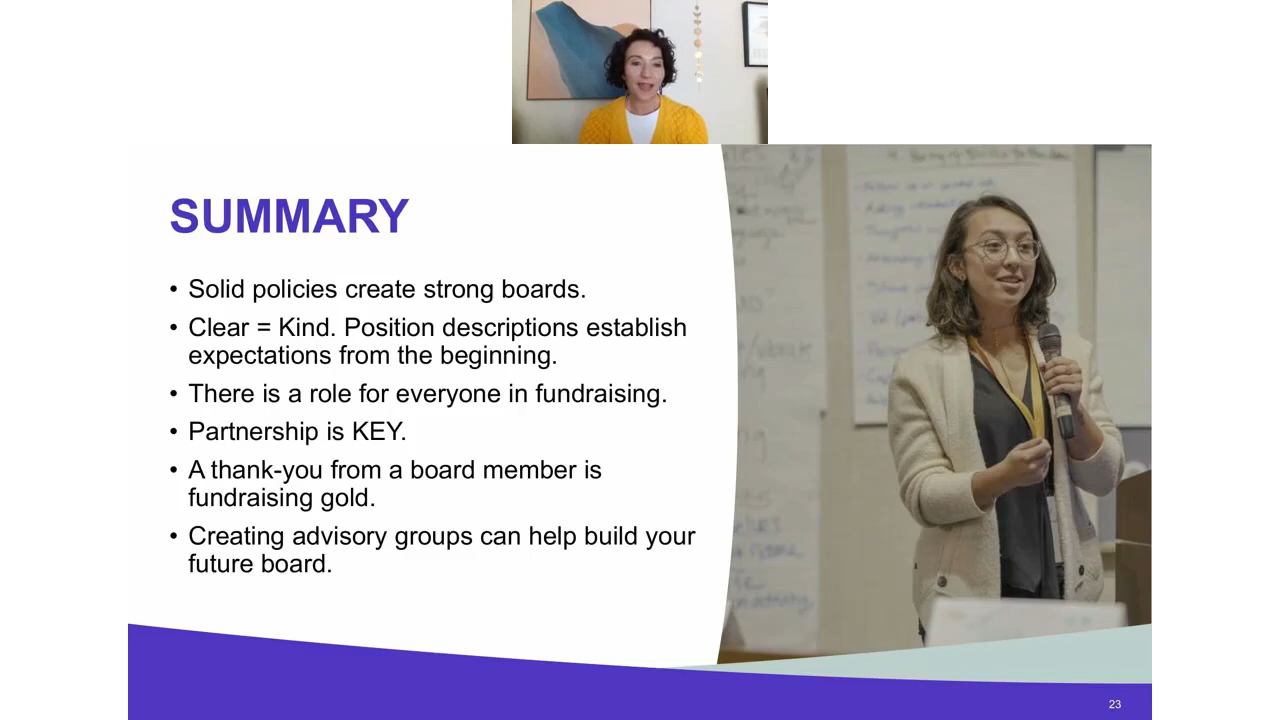 SUMMARY
• Solid policies create strong boards.
• Clear = Kind. Position descriptions establish
expectations from the beginning.
• There is a role for everyone in fundraising.
• Partnership is KEY.
• A thank-you from a board member is
fundraising gold.
• Creating advisory groups can help build your
future board.
23